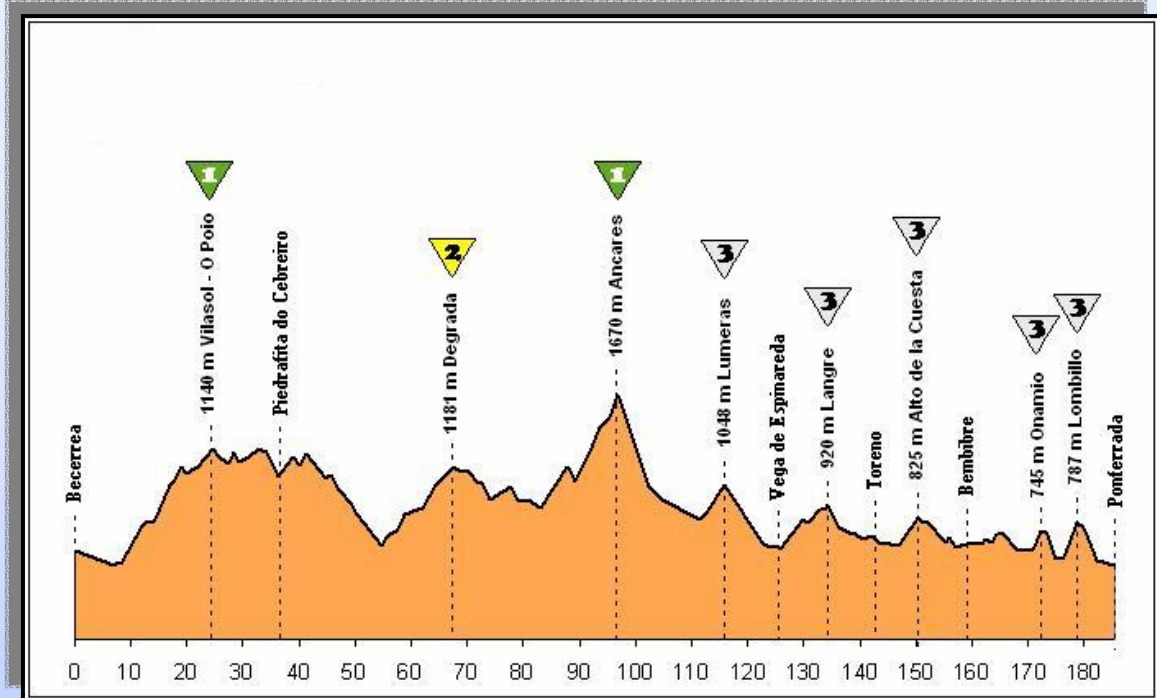 1
1
3
2
3
3
3
3
Becerrea
1140 m Vilasol - O Poio
Piedrafita do Cebreiro
1181 m Degrada
1670 m Ancares
1048 m Lumeras
Vega de Espinareda
920 m Langre
Toreno
825 m Alto de la Cuesta
Bembibre
745 m Onamio
787 m Lombillo
Ponferrada
0 10 20 30 40 50 60 70 80 90 100 110 120 130 140 150 160 170 180